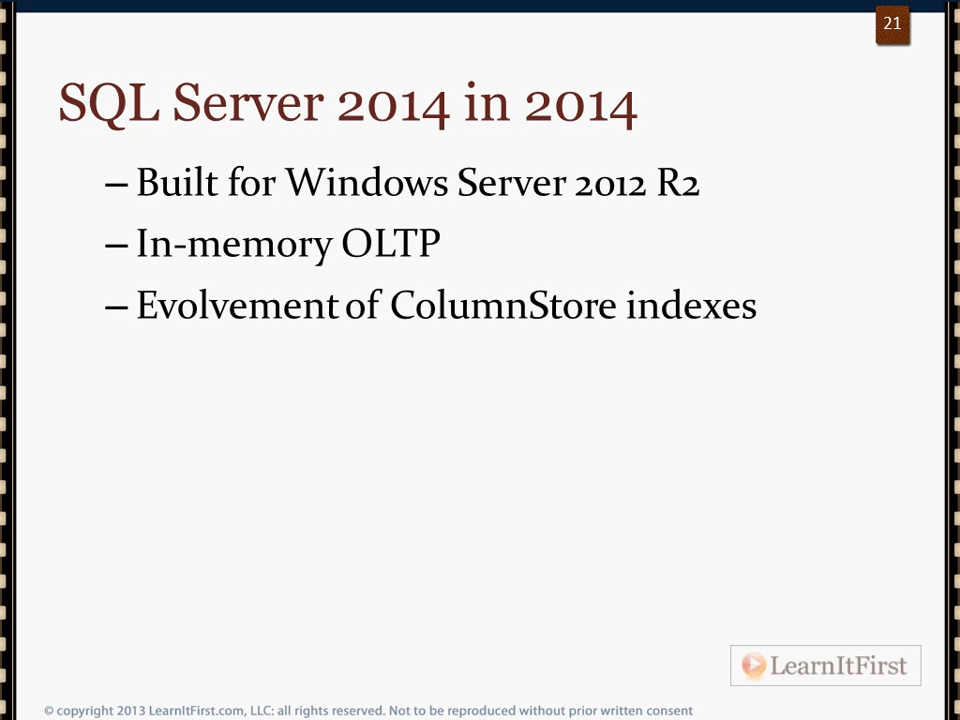 21
SQL Server 2014 in 2014
– Built for Windows Server 2012 R2
– In-memory OLTP
– Evolvement of ColumnStore indexes
LearnItFirst
© copyright 2013 LearnItFirst.com, LLC: all rights reserved. Not to be reproduced without prior written consent